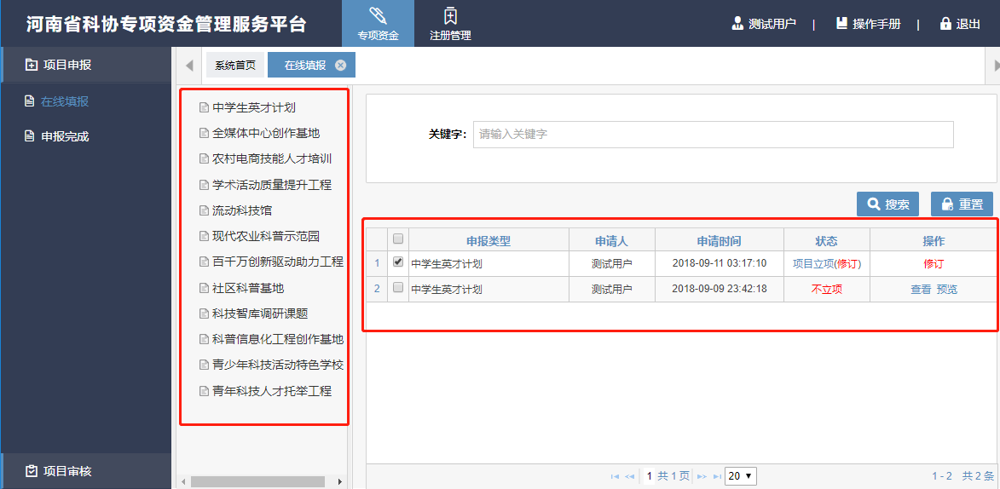 河南省科协专项资金管理服务平台
专项资金
注册管理
测试用户 | 操作手册 | 退出
项目申报
在线填报
申报完成
项目审核
系统首页
在线填报
中学生英才计划
全媒体中心创作基地
农村电商技能人才培训
学术活动质量提升工程
流动科技馆
现代农业科普示范园
百千万创新驱动助力工程
社区科普基地
科技智库调研课题
科普信息化工程创作基地
青少年科技活动特色学校
青年科技人才托举工程
关键字: 请输入关键字
搜索 重置
申报类型 申请人 申请时间 状态 操作
1 中学生英才计划 测试用户 2018-09-11 03:17:10 项目立项(修订) 修订
2 中学生英才计划 测试用户 2018-09-09 23:42:18 不立项 查看 预览
1 共 1 页 20 1 - 2 共 2 条